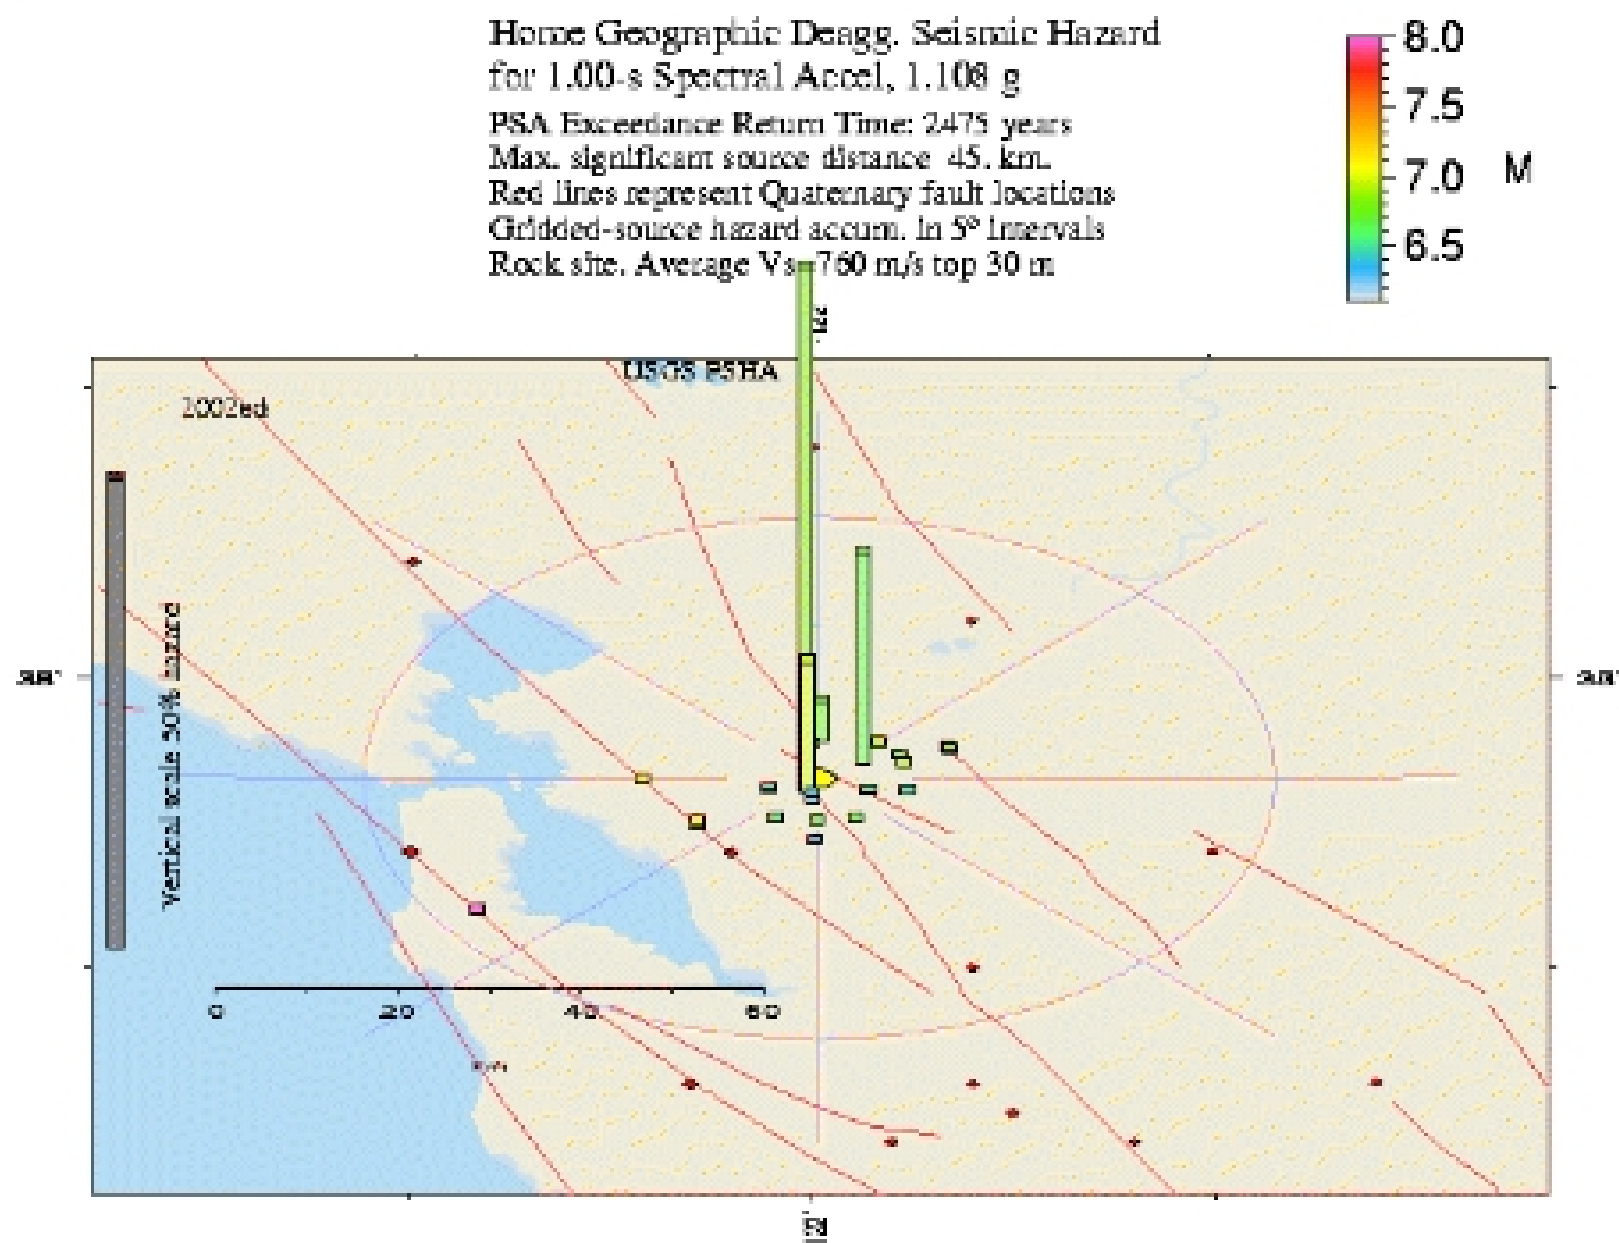 Home Geographic Deagg. Seismic Hazard
for 1.00-s Spectral Accel, 1.108 g
PSA Exceedance Return Time: 2475 years
Max. significant source distance 45. km.
Red lines represent Quaternary fault locations
Gridded-source hazard accum. in 5° intervals
Rock site. Average Vs=760 m/s top 30 m
8.0
7.5
7.0
6.5
M
USGS PSHA
2002ed
Vertical scale 50% hazard
38°
38°
0
20
40
60